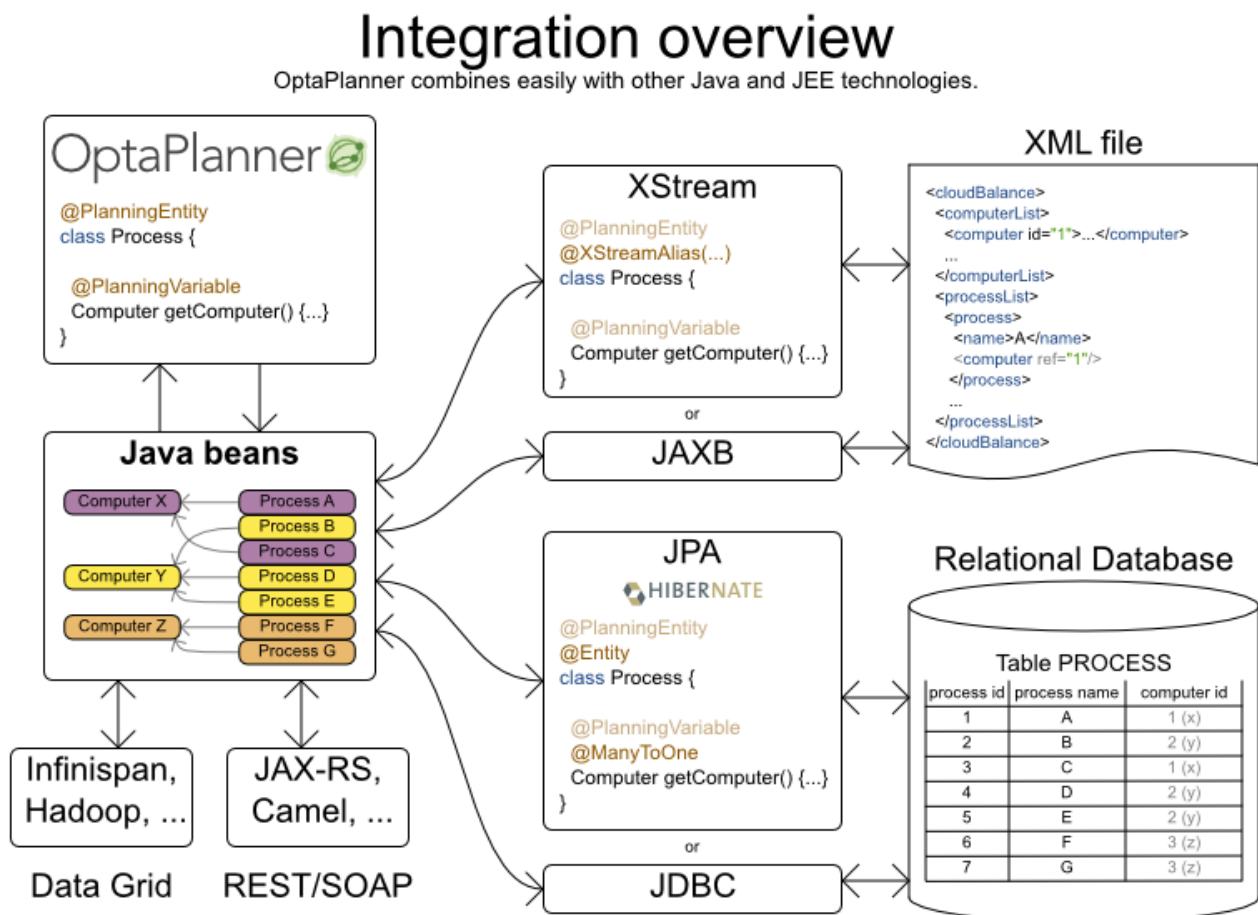 Integration overview
OptaPlanner combines easily with other Java and JEE technologies.
OptaPlanner
@PlanningEntity
class Process {
@PlanningVariable
Computer getComputer() {...}
}
Java beans
Computer X
Computer Y
Computer Z
Process A
Process B
Process C
Process D
Process E
Process F
Process G
Infinispan,
Hadoop, ...
Data Grid
JAX-RS,
Camel, ...
REST/SOAP
XStream
@PlanningEntity
@XStreamAlias(...)
class Process {
@PlanningVariable
Computer getComputer() {...}
}
or
JAXB
XML file
<cloudBalance>
<computerList>
<computer id="1">...</computer>
...
</computerList>
<processList>
<process>
<name>A</name>
<computer ref="1"/>
</process>
...
</processList>
</cloudBalance>
JPA
HIBERNATE
@PlanningEntity
@Entity
class Process {
@PlanningVariable
@ManyToOne
Computer getComputer() {...}
}
or
JDBC
Relational Database
Table PROCESS
process id process name computer id
1 A 1 (x)
2 B 2 (y)
3 C 1 (x)
4 D 2 (y)
5 E 2 (y)
6 F 3 (z)
7 G 3 (z)